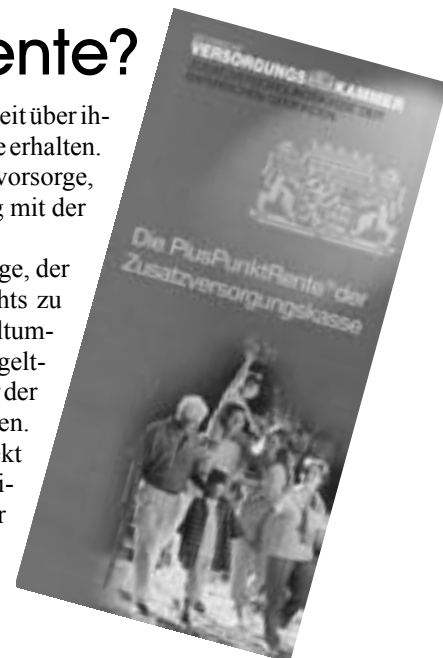 ente?
eit über ih-
e erhalten.
vorsorge,
g mit der
ge, der
hts zu
ltum-
gelt-
der
en.
kt
i-
r
VERSORGUNGS KAMMER
Die PlusPunktRente der
Zusatzversorgungskasse